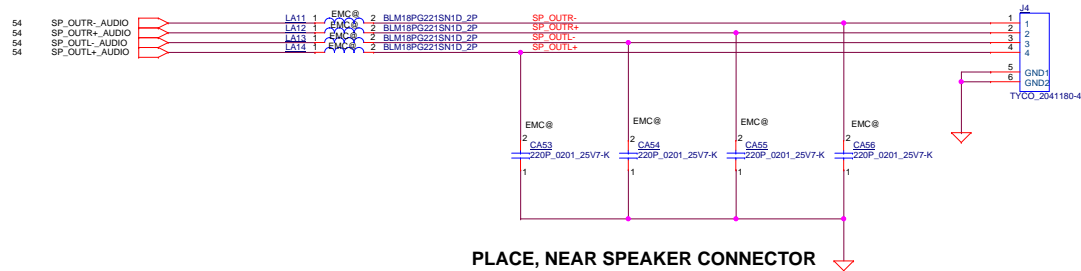 J4
54 SP_OUTR-_AUDIO LA11 1 EMC@ 2 BLM18PG221SN1D_2P SP_OUTR- 1 1
54 SP_OUTR+_AUDIO LA12 1 EMC@ 2 BLM18PG221SN1D_2P SP_OUTR+ 2 2
54 SP_OUTL-_AUDIO LA13 1 EMC@ 2 BLM18PG221SN1D_2P SP_OUTL- 3 3
54 SP_OUTL+_AUDIO LA14 1 EMC@ 2 BLM18PG221SN1D_2P SP_OUTL+ 4 4
5 GND1
6 GND2
TYCO_2041180-4
EMC@ EMC@ EMC@ EMC@
2 2 2 2
CA53 CA54 CA55 CA56
220P_0201_25V7-K 220P_0201_25V7-K 220P_0201_25V7-K 220P_0201_25V7-K
1 1 1 1
PLACE, NEAR SPEAKER CONNECTOR